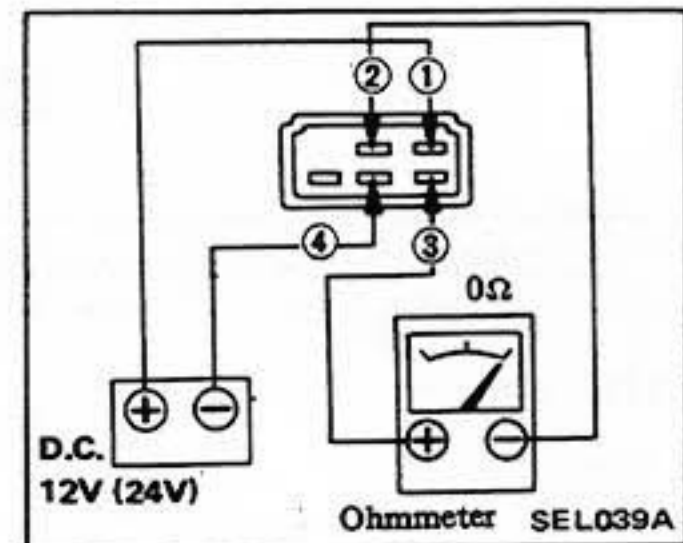 ② ①
④ ③
0Ω
⊕ ⊖
D.C.
12V (24V)
⊕ ⊖
Ohmmeter SEL039A